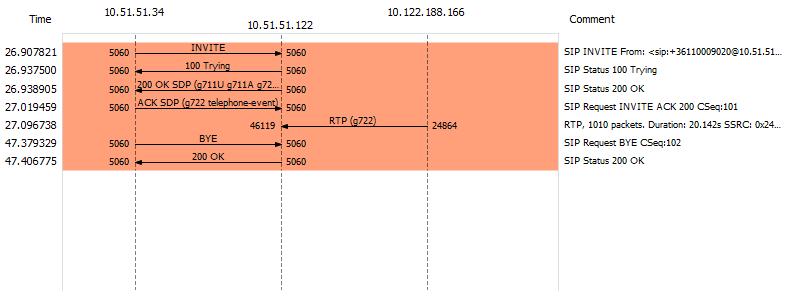 Time 10.51.51.34 10.51.51.122 10.122.188.166 Comment
26.907821 5060 INVITE 5060 SIP INVITE From: <sip:+36110009020@10.51.51...
26.937500 5060 100 Trying 5060 SIP Status 100 Trying
26.938905 5060 200 OK SDP (g711U g711A g72... 5060 SIP Status 200 OK
27.019459 5060 ACK SDP (g722 telephone-event) 5060 SIP Request INVITE ACK 200 CSeq:101
27.096738 46119 RTP (g722) 24864 RTP, 1010 packets. Duration: 20.142s SSRC: 0x24...
47.379329 5060 BYE 5060 SIP Request BYE CSeq:102
47.406775 5060 200 OK 5060 SIP Status 200 OK